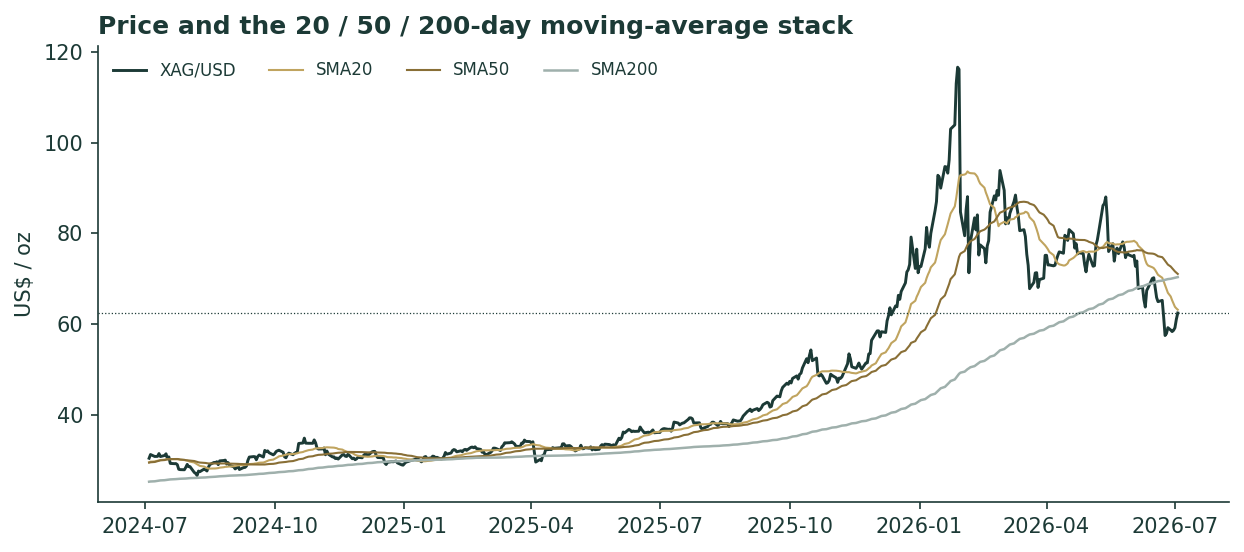 Price and the 20 / 50 / 200-day moving-average stack
XAG/USD SMA20 SMA50 SMA200
US$ / oz
120
100
80
60
40
2024-07 2024-10 2025-01 2025-04 2025-07 2025-10 2026-01 2026-04 2026-07